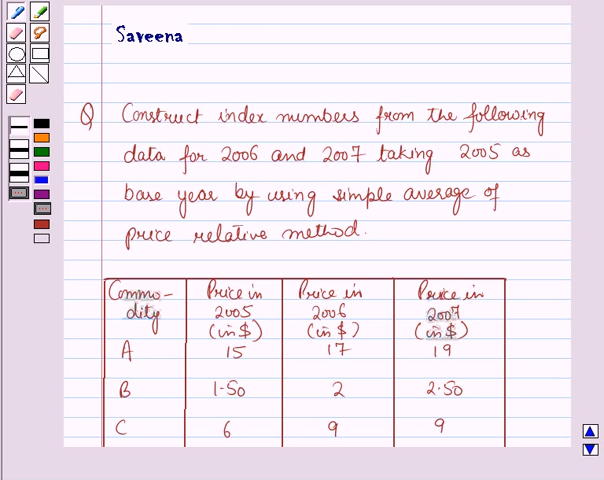 Saveena
Q Construct index numbers from the following
data for 2006 and 2007 taking 2005 as
base year by using simple average of
price relative method.
Commo- Price in Price in Price in
dity 2005 2006 2007
(in $) (in $) (in $)
A 15 17 19
B 1.50 2 2.50
C 6 9 9